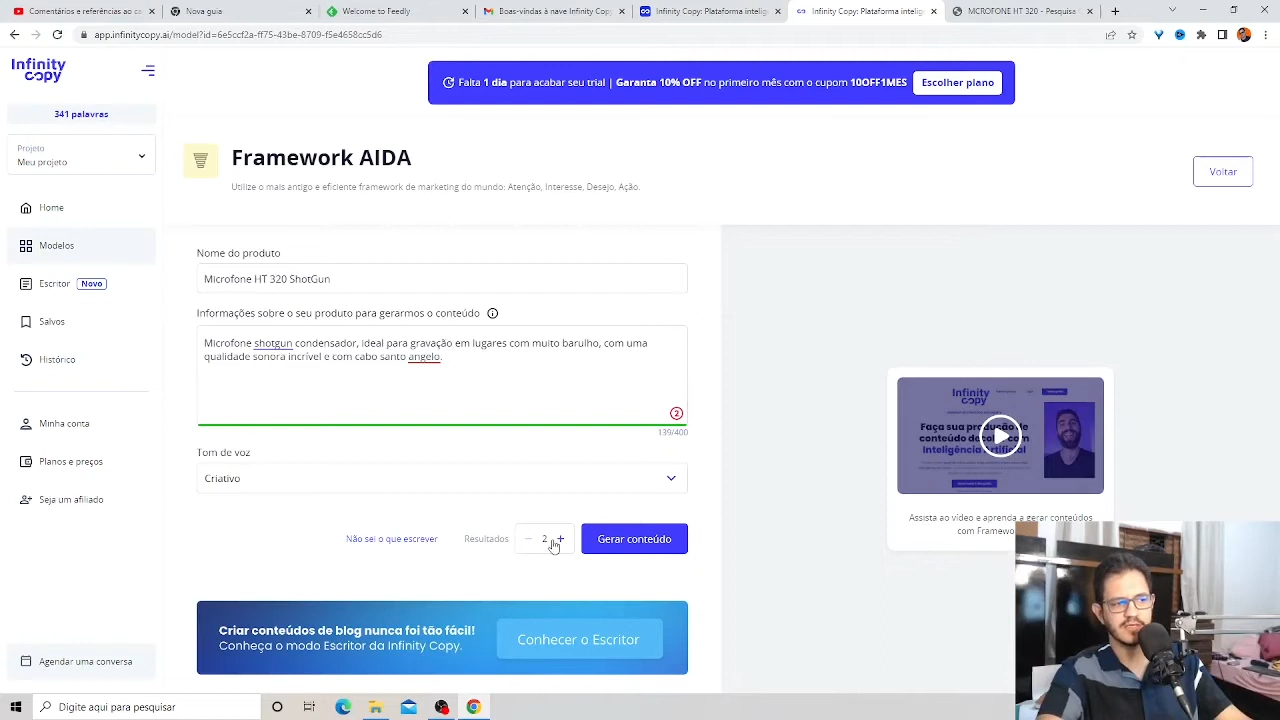 Comentários e referências ao ca
Nova guia
Welcome to Feedly
Boas-vindas à nave Infinity Copy
Infinity Copy: Plataforma intelige
Infinity Copy: Plataforma intelige
MICROFONE HT 320 - Pesquisa
app.infinitycopy.ai/model?id=6e5ccf2a-ff75-43be-8709-f5e4658cc5d6
Infinity
copy
Falta 1 dia para acabar seu trial | Garanta 10% OFF no primeiro mês com o cupom 10OFF1MES
Escolher plano
341 palavras
Projeto
Meu projeto
Home
Modelos
Escritor
Novo
Salvos
Histórico
Minha conta
Planos e preços
Seja um afiliado
Agendar uma conversa
Framework AIDA
Utilize o mais antigo e eficiente framework de marketing do mundo: Atenção, Interesse, Desejo, Ação.
Voltar
Nome do produto
Microfone HT 320 ShotGun
Informações sobre o seu produto para gerarmos o conteúdo
Microfone shotgun condensador, ideal para gravação em lugares com muito barulho, com uma
qualidade sonora incrível e com cabo santo angelo.
2
139/400
Tom de voz
Criativo
Não sei o que escrever
Resultados
2
Gerar conteúdo
Criar conteúdos de blog nunca foi tão fácil!
Conheça o modo Escritor da Infinity Copy.
Conhecer o Escritor
Infinity
copy
Faça sua produção de
conteúdo decolar com
Inteligência Artificial
Assista ao vídeo e aprenda a gerar conteúdos
Digite aqui para pesquisar